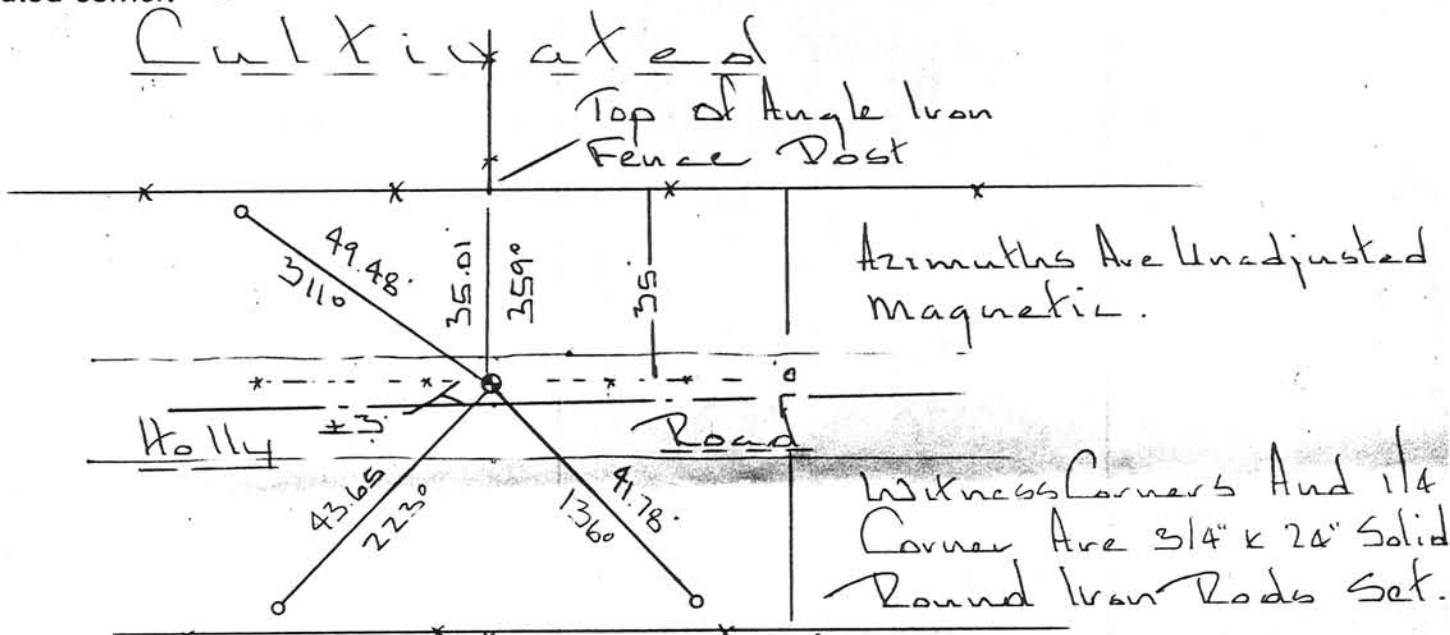 corner.
Cultivated
Top of Angle Iron
Fence Post
49.48'
311°
35.01
359°
35'
Azimuths Are Unadjusted
Magnetic.
±3'
Holly
Road
43.65
223°
41.78'
136°
Witness Corners And 1/4
Corner Are 3/4" x 24" Solid
Round Iron Rods Set.